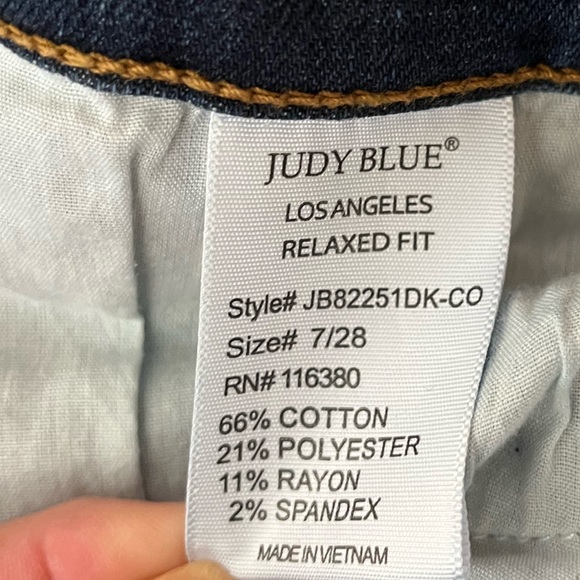 JUDY BLUE®
LOS ANGELES
RELAXED FIT
Style# JB82251DK-CO
Size# 7/28
RN# 116380
66% COTTON
21% POLYESTER
11% RAYON
2% SPANDEX
MADE IN VIETNAM